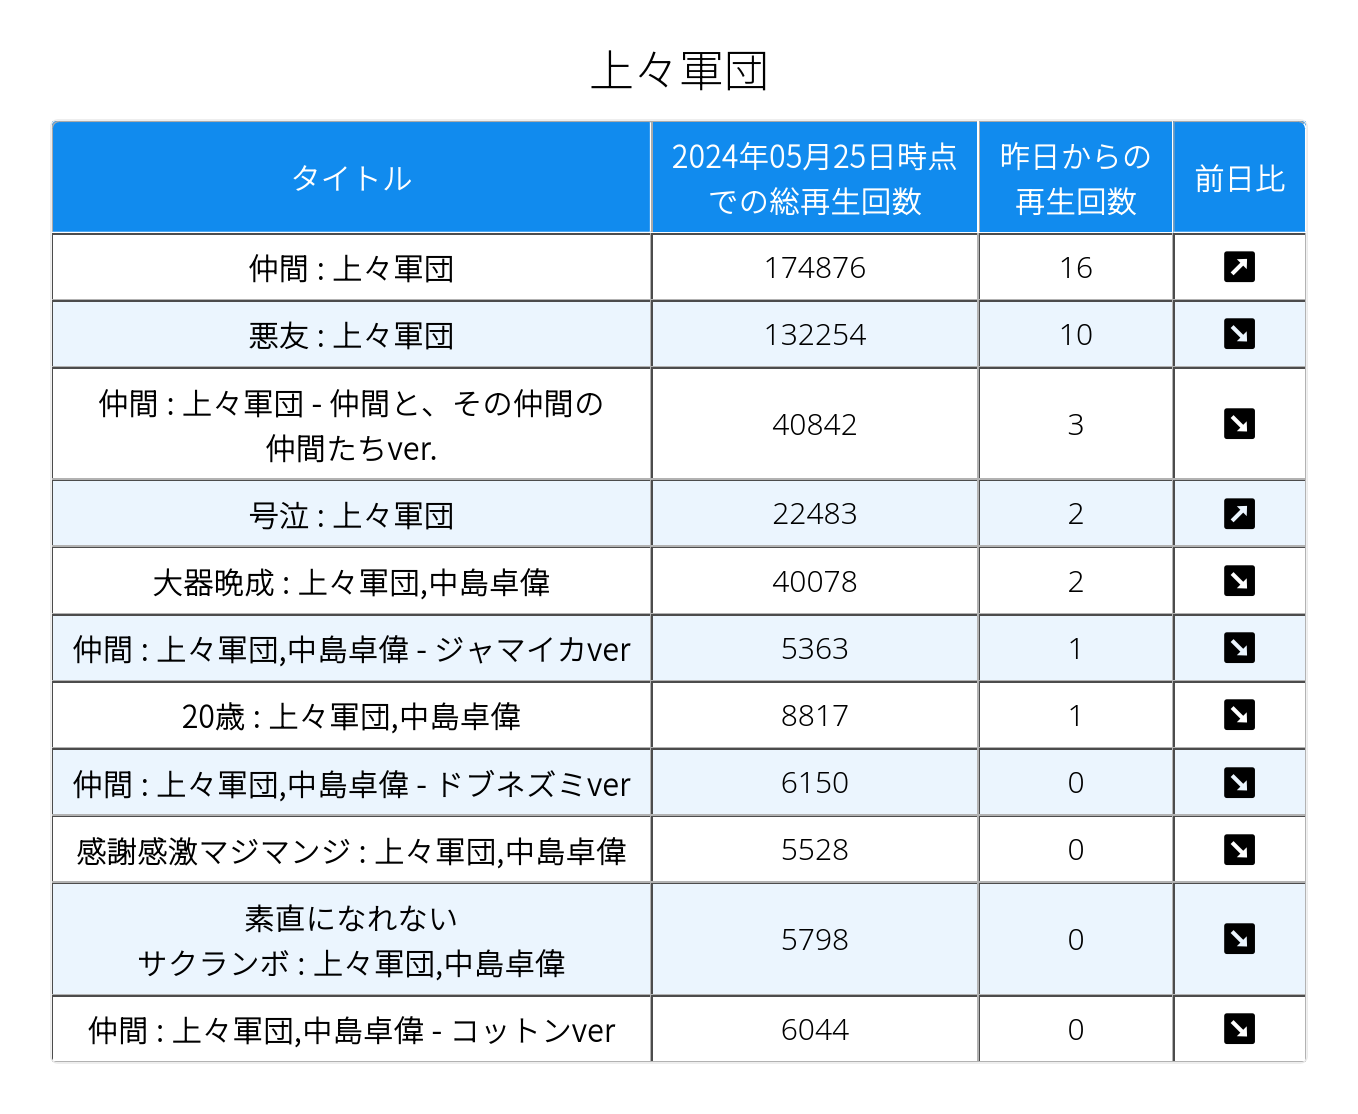 上々軍団
タイトル
2024年05月25日時点
での総再生回数
昨日からの
再生回数
前日比
仲間 : 上々軍団
174876
16
悪友 : 上々軍団
132254
10
仲間 : 上々軍団 - 仲間と、その仲間の
仲間たちver.
40842
3
号泣 : 上々軍団
22483
2
大器晩成 : 上々軍団,中島卓偉
40078
2
仲間 : 上々軍団,中島卓偉 - ジャマイカver
5363
1
20歳 : 上々軍団,中島卓偉
8817
1
仲間 : 上々軍団,中島卓偉 - ドブネズミver
6150
0
感謝感激マジマンジ : 上々軍団,中島卓偉
5528
0
素直になれない
サクランボ : 上々軍団,中島卓偉
5798
0
仲間 : 上々軍団,中島卓偉 - コットンver
6044
0